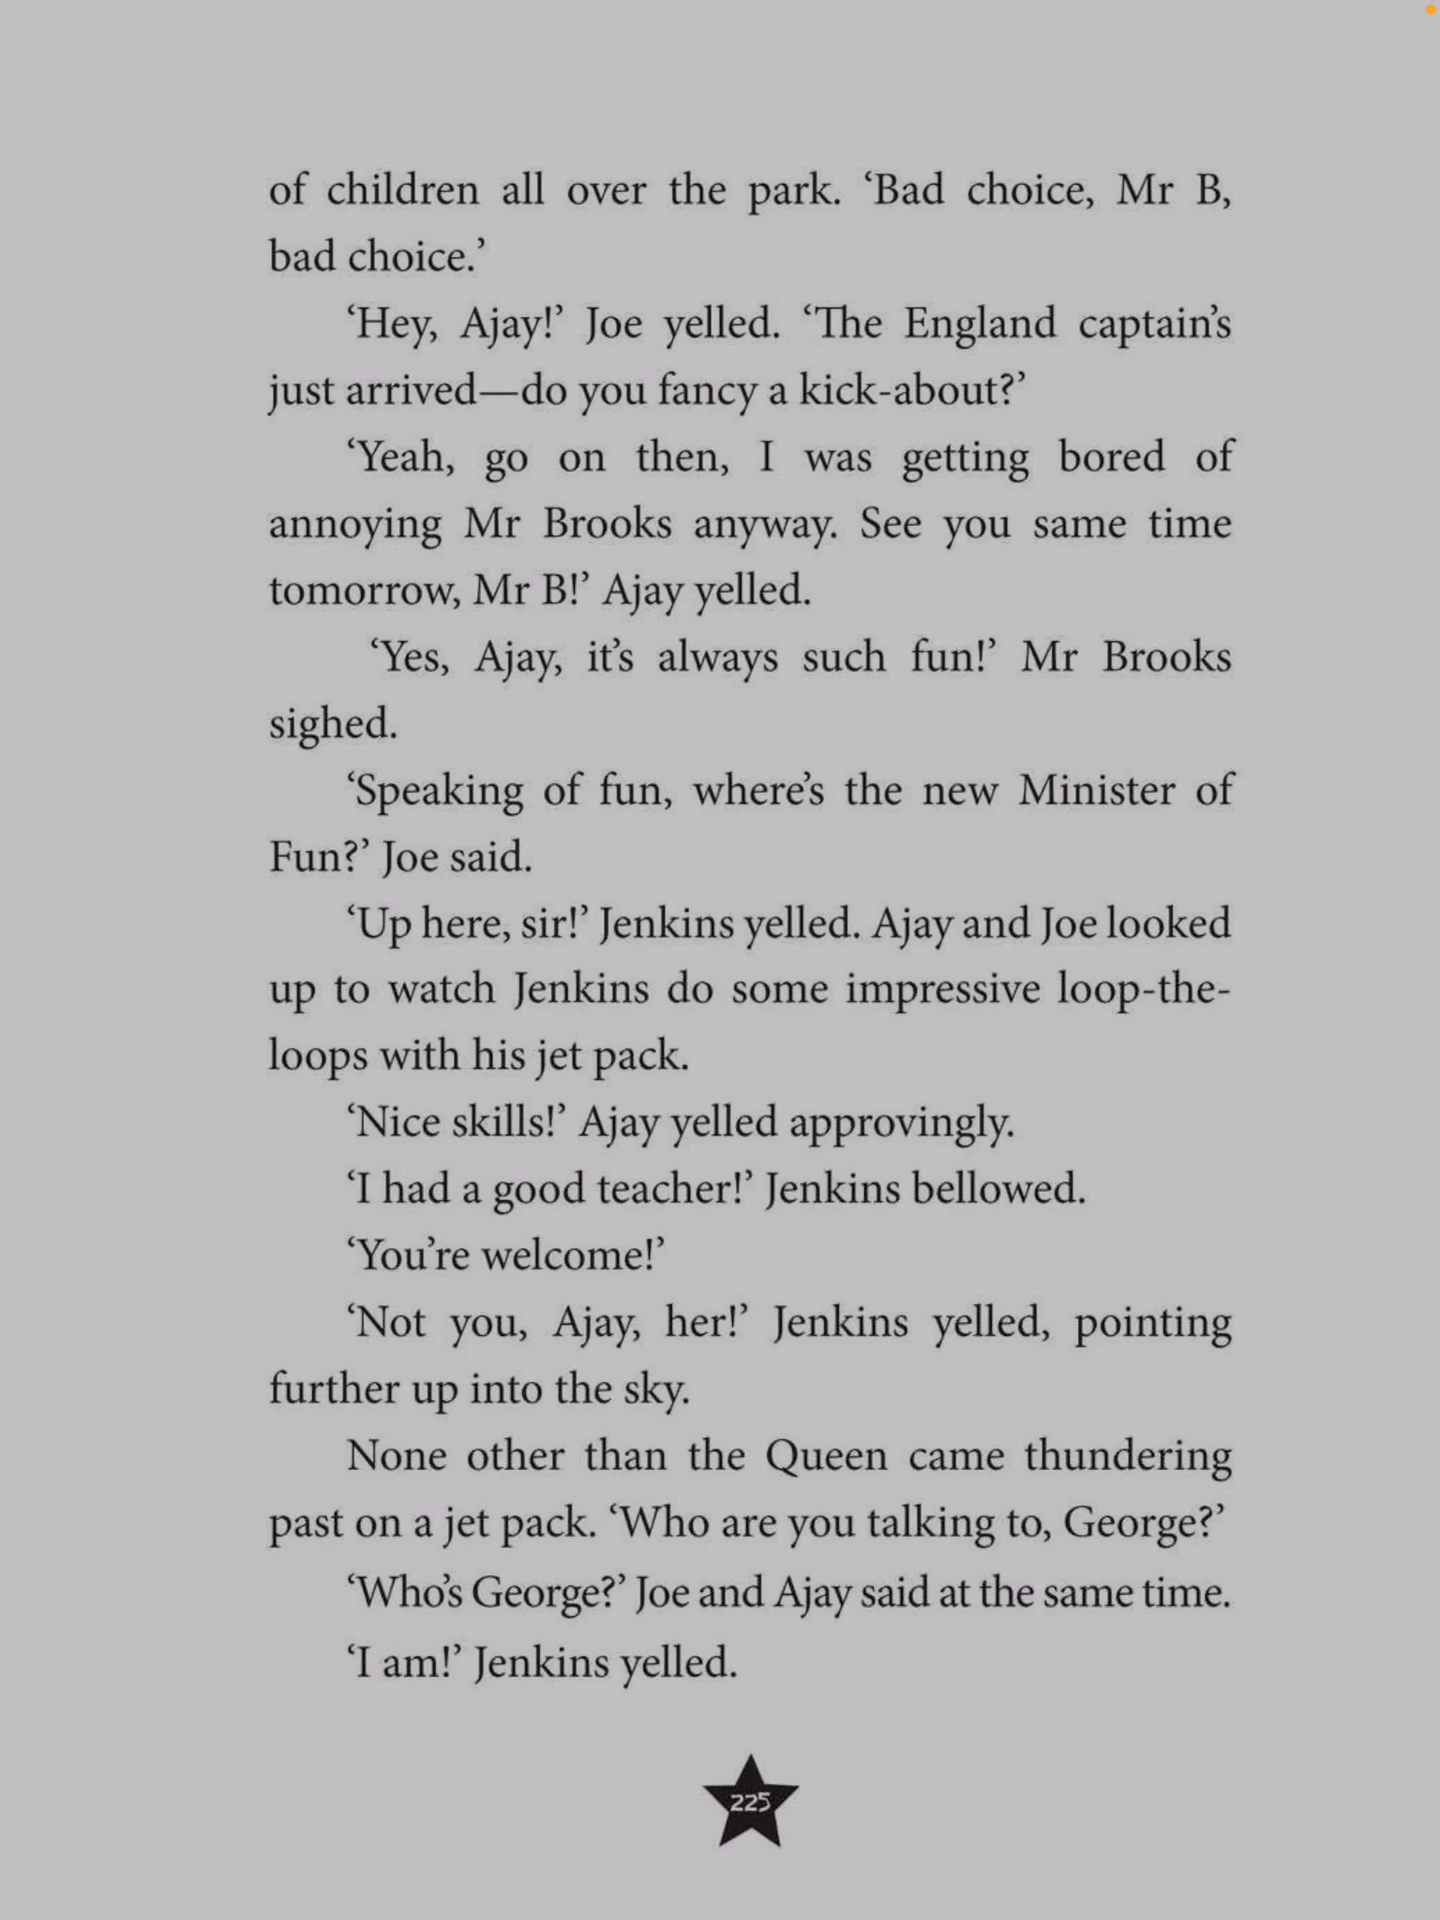 of children all over the park. ‘Bad choice, Mr B,
bad choice.’
‘Hey, Ajay!’ Joe yelled. ‘The England captain’s
just arrived—do you fancy a kick-about?’
‘Yeah, go on then, I was getting bored of
annoying Mr Brooks anyway. See you same time
tomorrow, Mr B!’ Ajay yelled.
‘Yes, Ajay, it’s always such fun!’ Mr Brooks
sighed.
‘Speaking of fun, where’s the new Minister of
Fun?’ Joe said.
‘Up here, sir!’ Jenkins yelled. Ajay and Joe looked
up to watch Jenkins do some impressive loop-the-
loops with his jet pack.
‘Nice skills!’ Ajay yelled approvingly.
‘I had a good teacher!’ Jenkins bellowed.
‘You’re welcome!’
‘Not you, Ajay, her!’ Jenkins yelled, pointing
further up into the sky.
None other than the Queen came thundering
past on a jet pack. ‘Who are you talking to, George?’
‘Who’s George?’ Joe and Ajay said at the same time.
‘I am!’ Jenkins yelled.
225